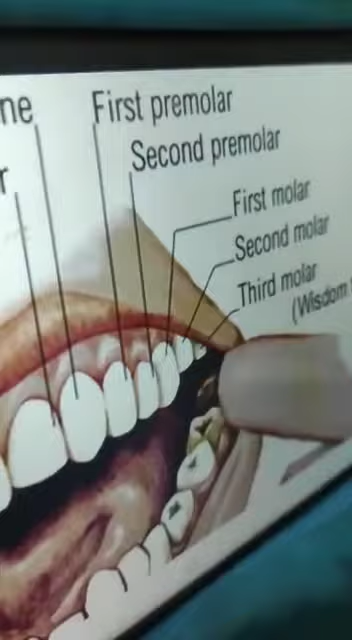 ne
First premolar
Second premolar
r
First molar
Second molar
Third molar
(Wisdom